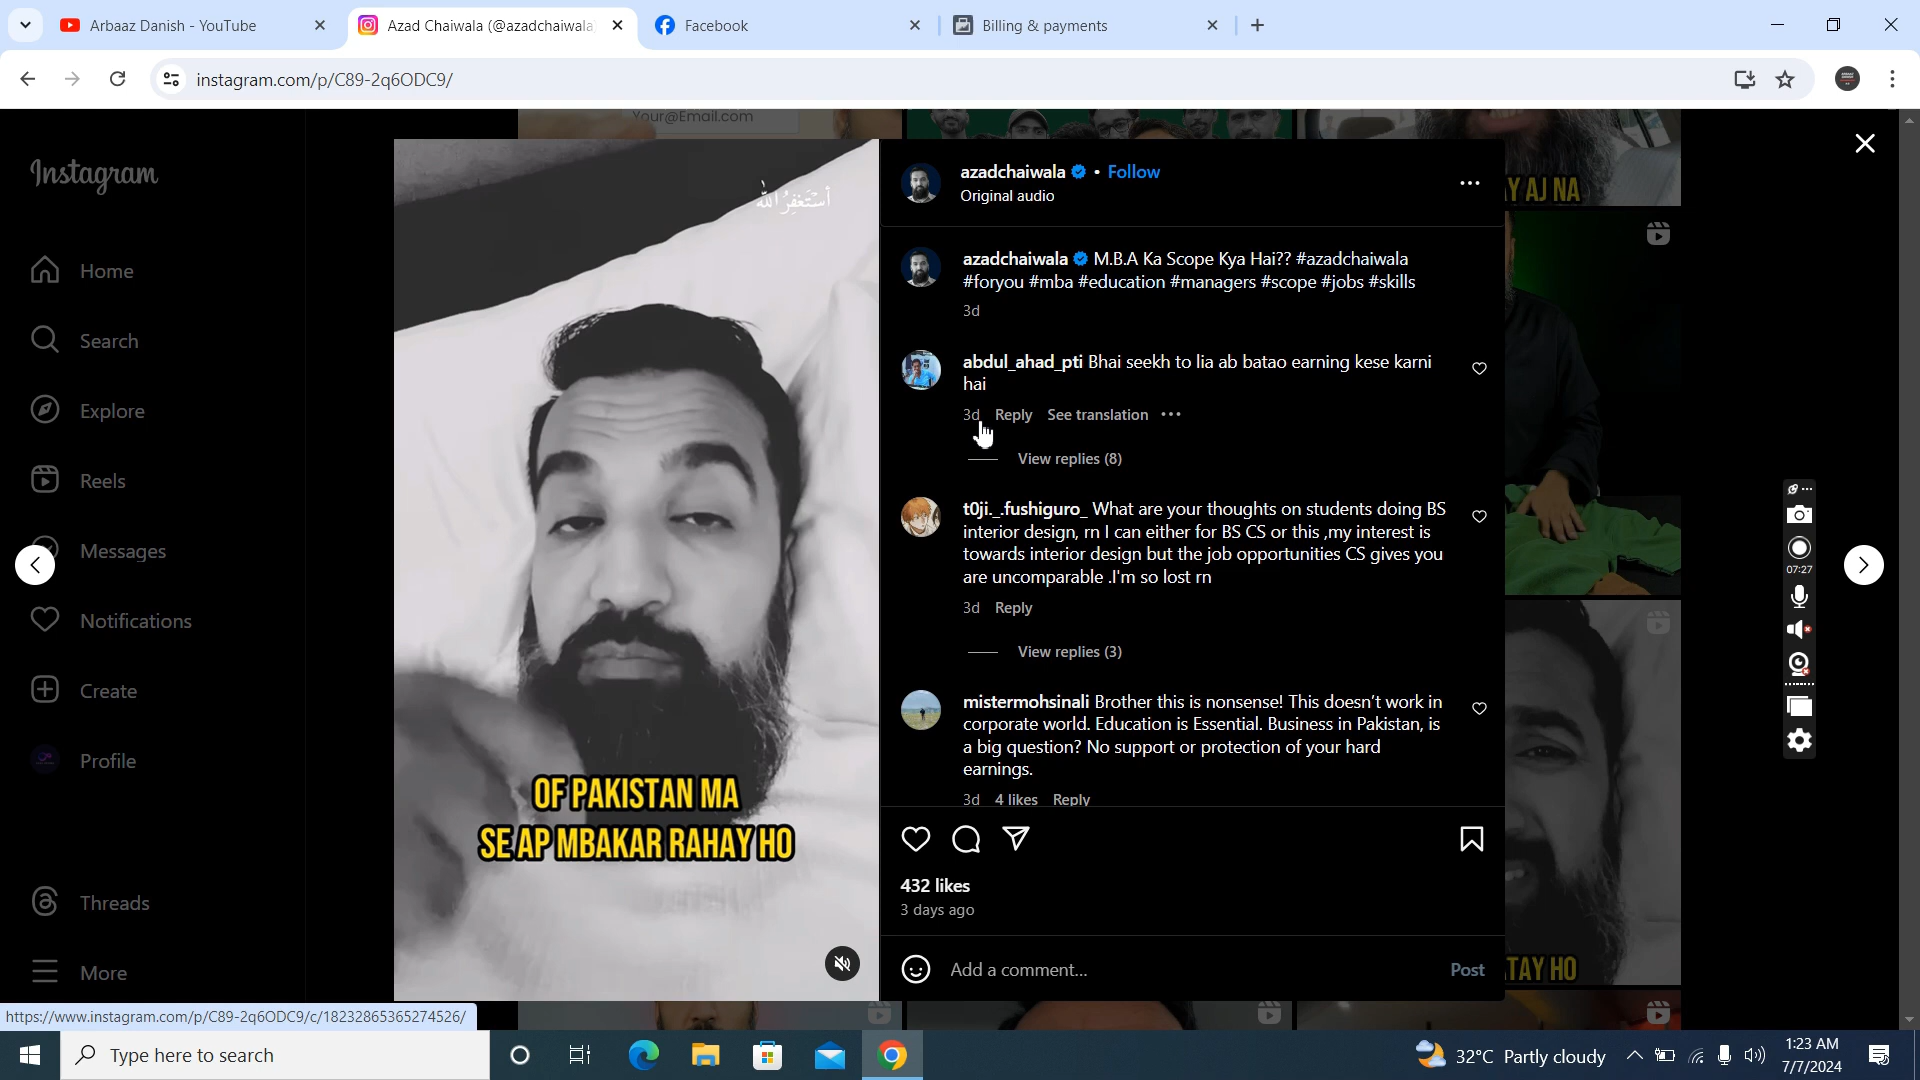 Arbaaz Danish - YouTube
Azad Chaiwala (@azadchaiwala)
Facebook
Billing & payments
instagram.com/p/C89-2q6ODC9/
Your@Email.com
Instagram
Home
Search
Explore
Reels
Messages
Notifications
Create
Profile
Threads
More
أستغفر الله
OF PAKISTAN MA
SE AP MBAKAR RAHAY HO
azadchaiwala • Follow
Original audio
azadchaiwala M.B.A Ka Scope Kya Hai?? #azadchaiwala
#foryou #mba #education #managers #scope #jobs #skills
3d
abdul_ahad_pti Bhai seekh to lia ab batao earning kese karni
hai
3d Reply See translation
View replies (8)
t0ji._.fushiguro_ What are your thoughts on students doing BS
interior design, rn I can either for BS CS or this ,my interest is
towards interior design but the job opportunities CS gives you
are uncomparable .I'm so lost rn
3d Reply
View replies (3)
mistermohsinali Brother this is nonsense! This doesn't work in
corporate world. Education is Essential. Business in Pakistan, is
a big question? No support or protection of your hard
earnings.
3d 4 likes Reply
432 likes
3 days ago
Add a comment... Post
AJ NA
TAY HO
07:27
https://www.instagram.com/p/C89-2q6ODC9/c/18232865365274526/
Type here to search
32°C Partly cloudy
1:23 AM
7/7/2024